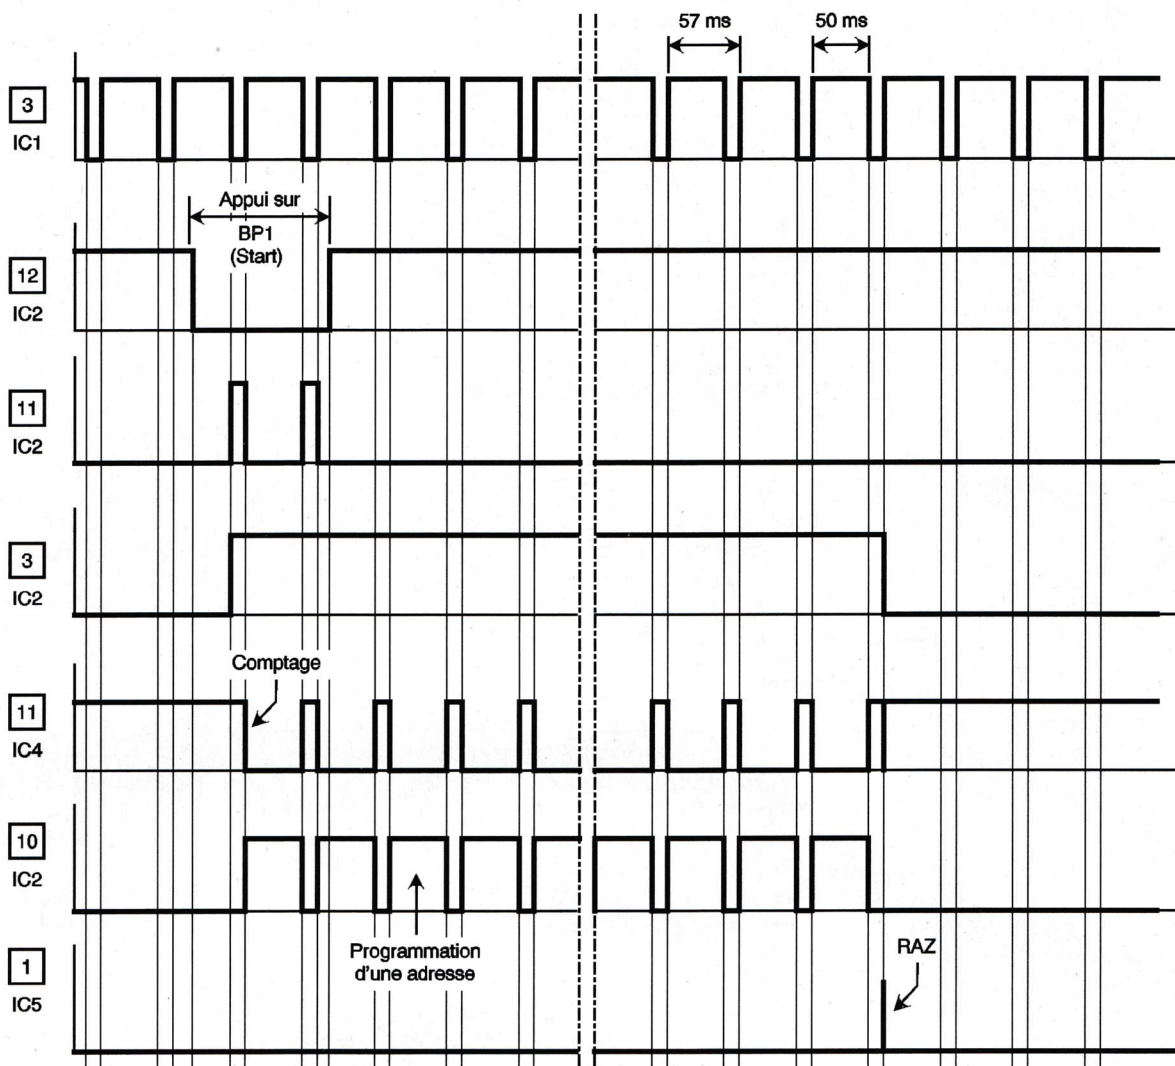 57 ms
50 ms
3
IC1
Appui sur
BP1
(Start)
12
IC2
11
IC2
3
IC2
Comptage
11
IC4
10
IC2
Programmation
d'une adresse
1
IC5
RAZ